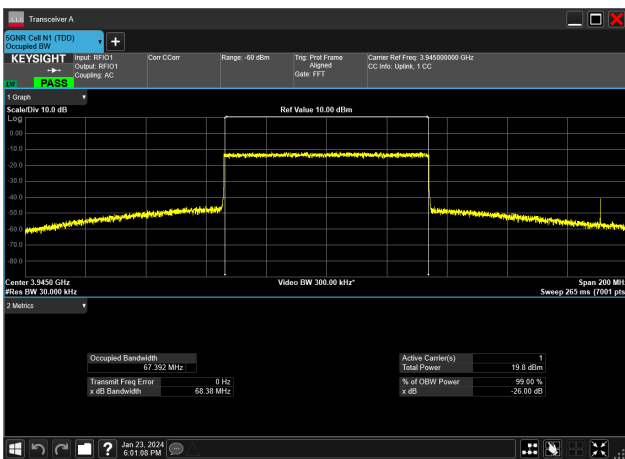 Transceiver A
5GNR Cell N1 (TDD)
Occupied BW
KEYSIGHT
PASS
Input: RFIO1
Output: RFIO1
Coupling: AC
Corr CCorr
Range: -60 dBm
Trig: Prot Frame
Aligned
Gate: FFT
Carrier Ref Freq: 3.945000000 GHz
CC Info: Uplink, 1 CC
1 Graph
Scale/Div 10.0 dB
Ref Value 10.00 dBm
Log
0.00
-10.0
-20.0
-30.0
-40.0
-50.0
-60.0
-70.0
-80.0
Center 3.9450 GHz
Video BW 300.00 kHz*
Span 200 MHz
#Res BW 30.000 kHz
Sweep 265 ms (7001 pts
2 Metrics
Occupied Bandwidth
67.392 MHz
Transmit Freq Error 0 Hz
x dB Bandwidth 68.38 MHz
Active Carrier(s) 1
Total Power 19.8 dBm
% of OBW Power 99.00 %
x dB -26.00 dB
Jan 23, 2024
6:01:08 PM